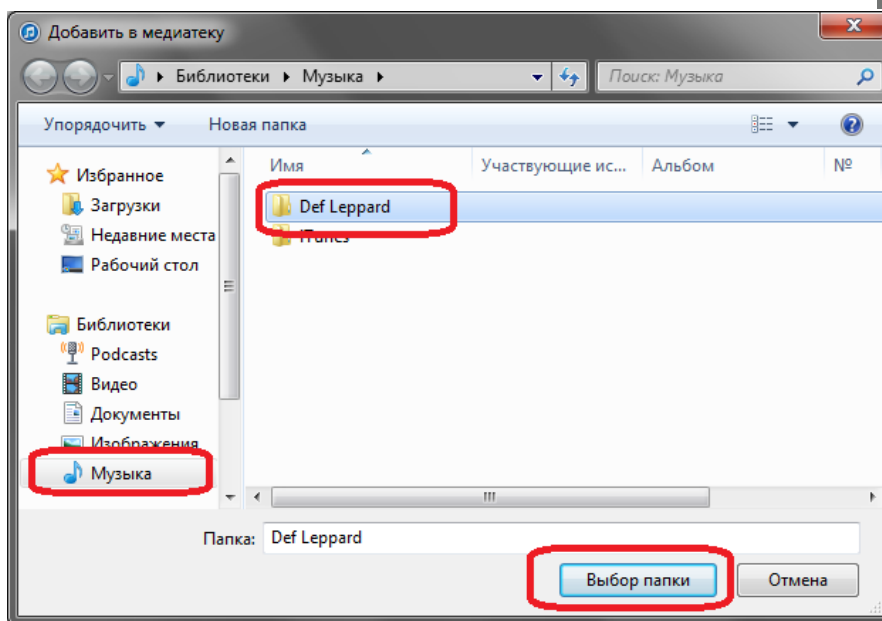 Добавить в медиатеку
Библиотеки Музыка
Поиск: Музыка
Упорядочить Новая папка
Имя Участвующие ис... Альбом №
Избранное
Загрузки
Недавние места
Рабочий стол
Библиотеки
Podcasts
Видео
Документы
Изображения
Музыка
Def Leppard
iTunes
Папка: Def Leppard
Выбор папки Отмена